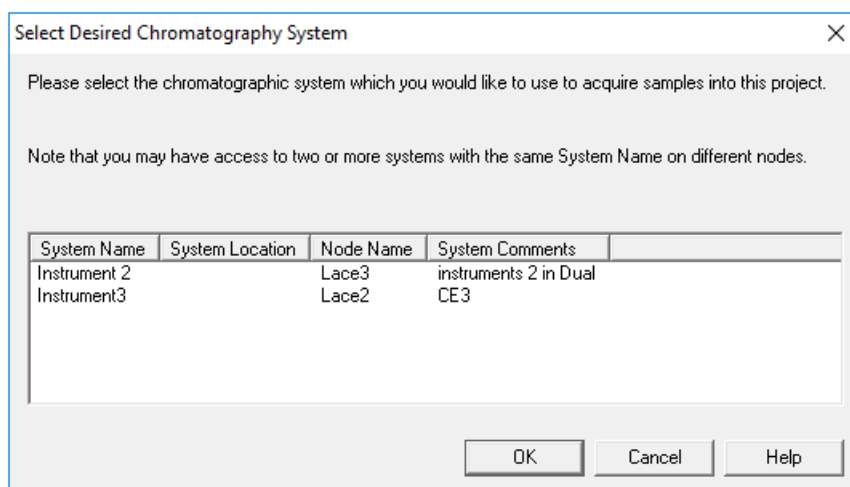 Select Desired Chromatography System
Please select the chromatographic system which you would like to use to acquire samples into this project.
Note that you may have access to two or more systems with the same System Name on different nodes.
System Name System Location Node Name System Comments
Instrument 2 Lace3 instruments 2 in Dual
Instrument3 Lace2 CE3
OK Cancel Help